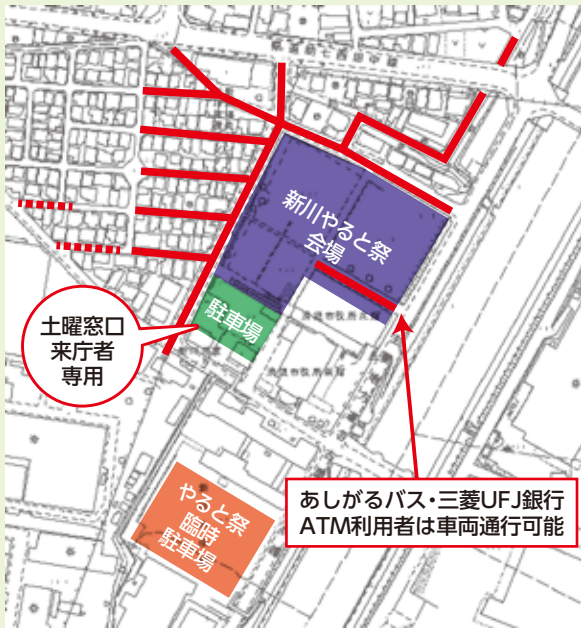 新川やると祭
会場
駐車場
土曜窓口
来庁者
専用
あしがるバス・三菱UFJ銀行
ATM利用者は車両通行可能
やると祭
臨時
駐車場